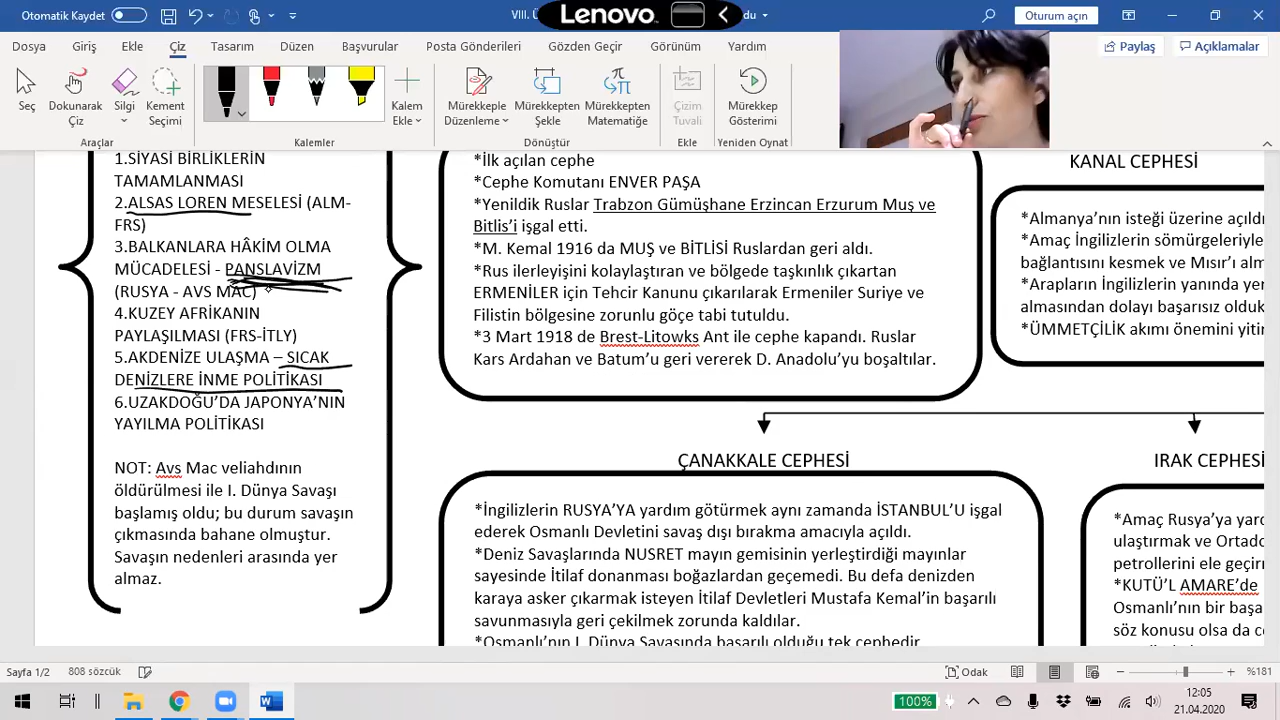 Otomatik Kaydet
VIII. Ü
Lenovo
du
Oturum açın
Dosya Giriş Ekle Çiz Tasarım Düzen Başvurular Posta Gönderileri Gözden Geçir Görünüm Yardım
Paylaş Açıklamalar
Seç Dokunarak Çiz Silgi Kement Seçimi Kalem Ekle Mürekkeple Düzenleme Mürekkepten Şekle Mürekkepten Matematiğe Çizim Tuvali Mürekkep Gösterimi
Araçlar Kalemler Dönüştür Ekle Yeniden Oynat
1.SİYASİ BİRLİKLERİN
TAMAMLANMASI
2.ALSAS LOREN MESELESİ (ALM-
FRS)
3.BALKANLARA HÂKİM OLMA
MÜCADELESİ - PANSLAVİZM
(RUSYA - AVS MAC)
4.KUZEY AFRİKANIN
PAYLAŞILMASI (FRS-İTLY)
5.AKDENİZE ULAŞMA – SICAK
DENİZLERE İNME POLİTİKASI
6.UZAKDOĞU’DA JAPONYA’NIN
YAYILMA POLİTİKASI
NOT: Avs Mac veliahdının
öldürülmesi ile I. Dünya Savaşı
başlamış oldu; bu durum savaşın
çıkmasında bahane olmuştur.
Savaşın nedenleri arasında yer
almaz.
*İlk açılan cephe
*Cephe Komutanı ENVER PAŞA
*Yenildik Ruslar Trabzon Gümüşhane Erzincan Erzurum Muş ve
Bitlis’i işgal etti.
*M. Kemal 1916 da MUŞ ve BİTLİSİ Ruslardan geri aldı.
*Rus ilerleyişini kolaylaştıran ve bölgede taşkınlık çıkartan
ERMENİLER için Tehcir Kanunu çıkarılarak Ermeniler Suriye ve
Filistin bölgesine zorunlu göçe tabi tutuldu.
*3 Mart 1918 de Brest-Litowks Ant ile cephe kapandı. Ruslar
Kars Ardahan ve Batum’u geri vererek D. Anadolu’yu boşaltılar.
KANAL CEPHESİ
*Almanya’nın isteği üzerine açıldı
*Amaç İngilizlerin sömürgeleriyle
bağlantısını kesmek ve Mısır’ı alm
*Arapların İngilizlerin yanında yer
almasından dolayı başarısız olduk
*ÜMMETÇİLİK akımı önemini yitir
ÇANAKKALE CEPHESİ
*İngilizlerin RUSYA’YA yardım götürmek aynı zamanda İSTANBUL’U işgal
ederek Osmanlı Devletini savaş dışı bırakma amacıyla açıldı.
*Deniz Savaşlarında NUSRET mayın gemisinin yerleştirdiği mayınlar
sayesinde İtilaf donanması boğazlardan geçemedi. Bu defa denizden
karaya asker çıkarmak isteyen İtilaf Devletleri Mustafa Kemal’in başarılı
savunmasıyla geri çekilmek zorunda kaldılar.
*Osmanlı’nın I. Dünya Savaşında başarılı olduğu tek cephedir
IRAK CEPHESİ
*Amaç Rusya’ya yard
ulaştırmak ve Ortado
petrollerini ele geçir
*KUTÜ’L AMARE’de
Osmanlı’nın bir başa
söz konusu olsa da ce
Sayfa 1/2 808 sözcük
Odak %181
100%
12:05
21.04.2020